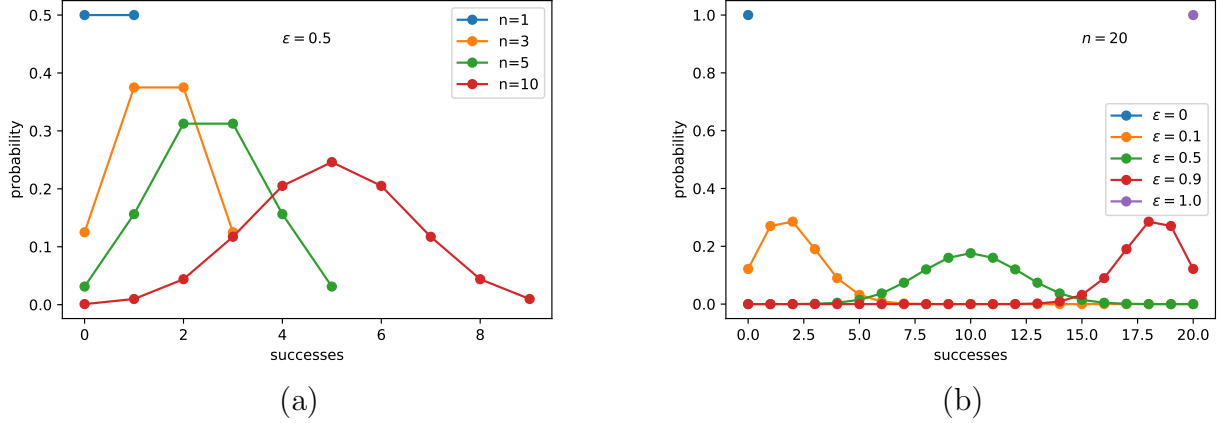 0.5
0.4
0.3
0.2
0.1
0.0
probability
0 2 4 6 8
successes
ε = 0.5
n=1
n=3
n=5
n=10
(a)
1.0
0.8
0.6
0.4
0.2
0.0
probability
0.0 2.5 5.0 7.5 10.0 12.5 15.0 17.5 20.0
successes
n = 20
ε = 0
ε = 0.1
ε = 0.5
ε = 0.9
ε = 1.0
(b)